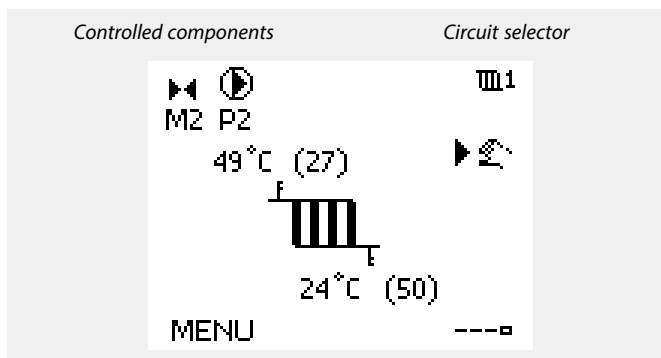 Controlled components Circuit selector
1
M2 P2
49°C (27)
24°C (50)
MENU ---